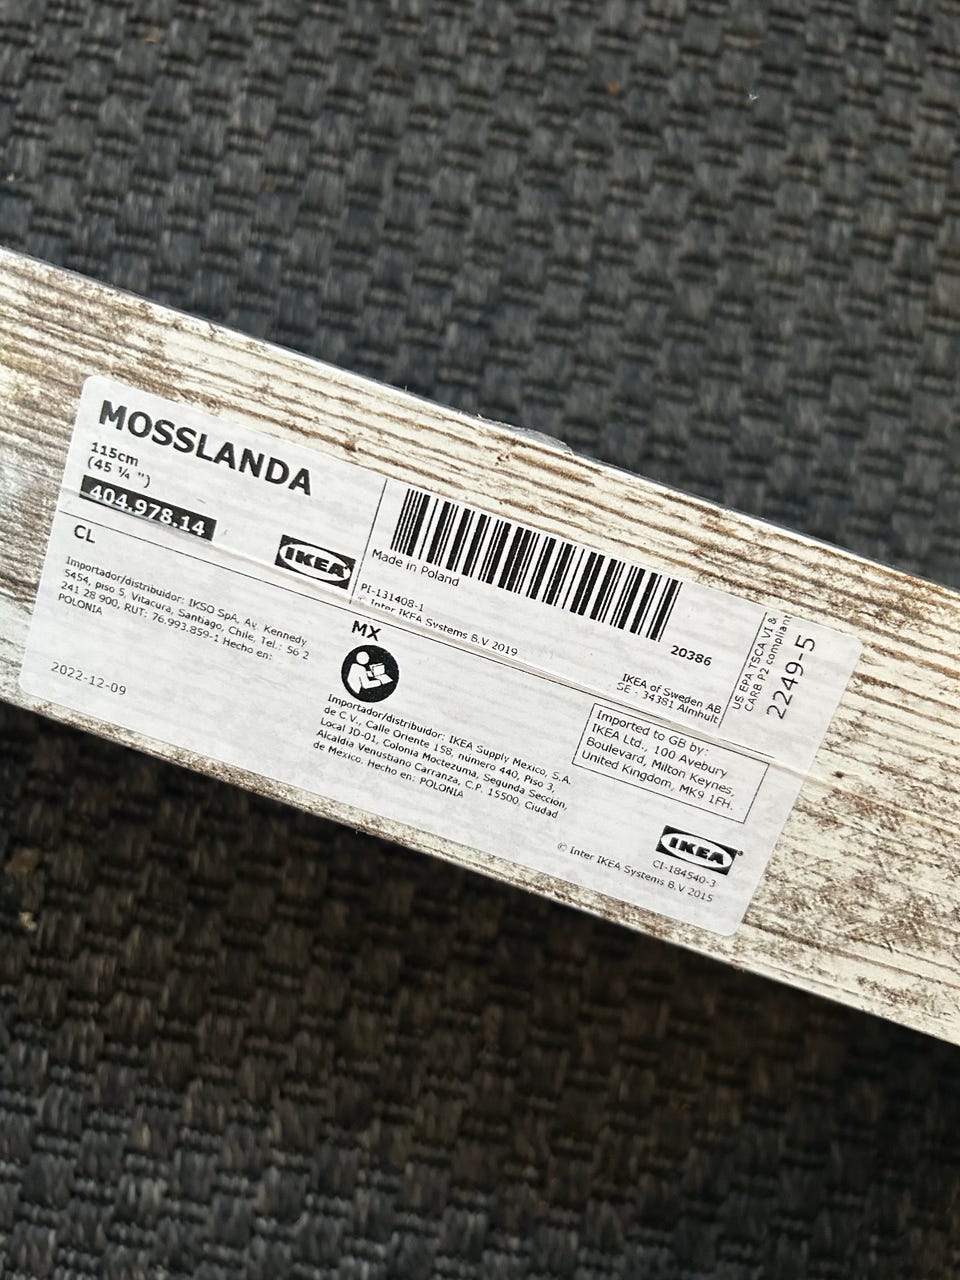 MOSSLANDA
115cm
(45 ¼ ")
404.978.14
IKEA
Made in Poland
PI-131408-1
© Inter IKEA Systems B.V 2019
20386
IKEA of Sweden AB
SE - 34381 Älmhult
US EPA TSCA VI &
CARB P2 compliant
2249-5
CL
Importador/distribuidor: IKSO SpA, Av. Kennedy
5454, piso 5, Vitacura, Santiago, Chile, Tel.: 56 2
241 28 900, RUT: 76.993.859-1 Hecho en:
POLONIA
2022-12-09
MX
Importador/distribuidor: IKEA Supply Mexico, S.A.
de C.V., Calle Oriente 158, número 440, Piso 3,
Local JD-01, Colonia Moctezuma, Segunda Sección,
Alcaldía Venustiano Carranza, C.P. 15500, Ciudad
de México. Hecho en: POLONIA
Imported to GB by:
IKEA Ltd., 100 Avebury
Boulevard, Milton Keynes,
United Kingdom, MK9 1FH.
IKEA®
CI-184540-3
© Inter IKEA Systems B.V 2015